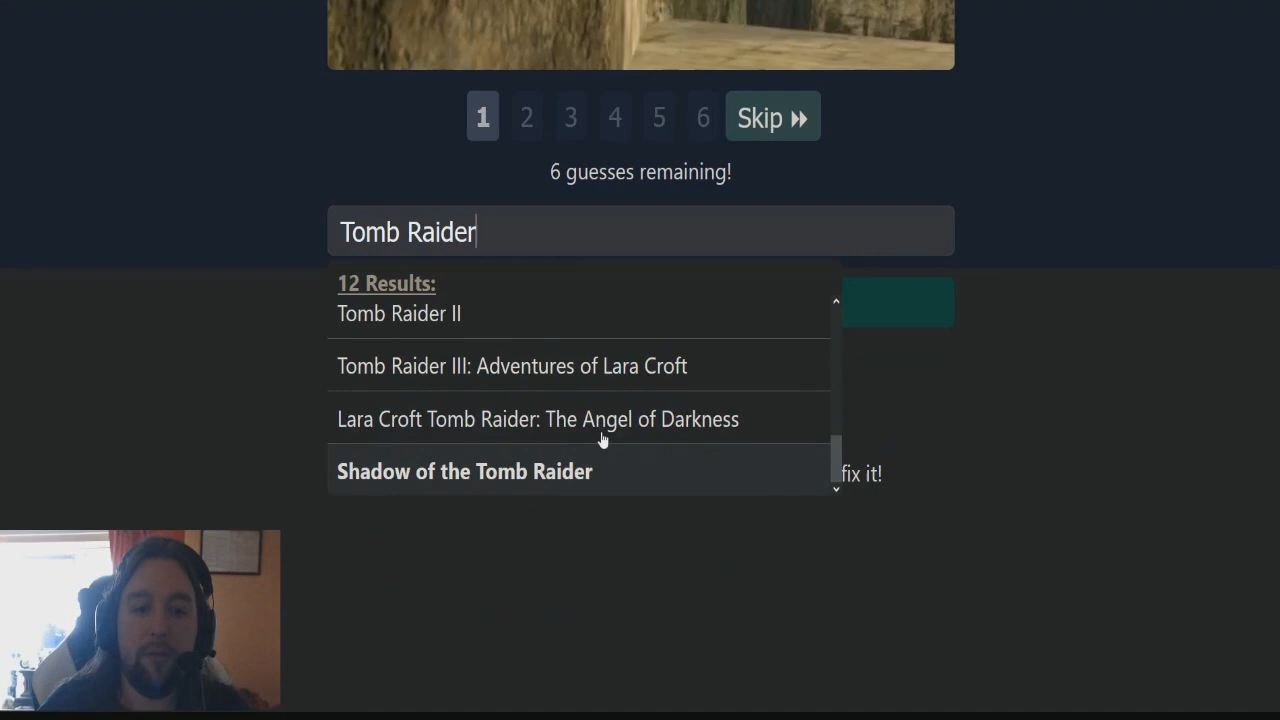 1 2 3 4 5 6 Skip
6 guesses remaining!
Tomb Raider
12 Results:
Tomb Raider II
Tomb Raider III: Adventures of Lara Croft
Lara Croft Tomb Raider: The Angel of Darkness
Shadow of the Tomb Raider
fix it!